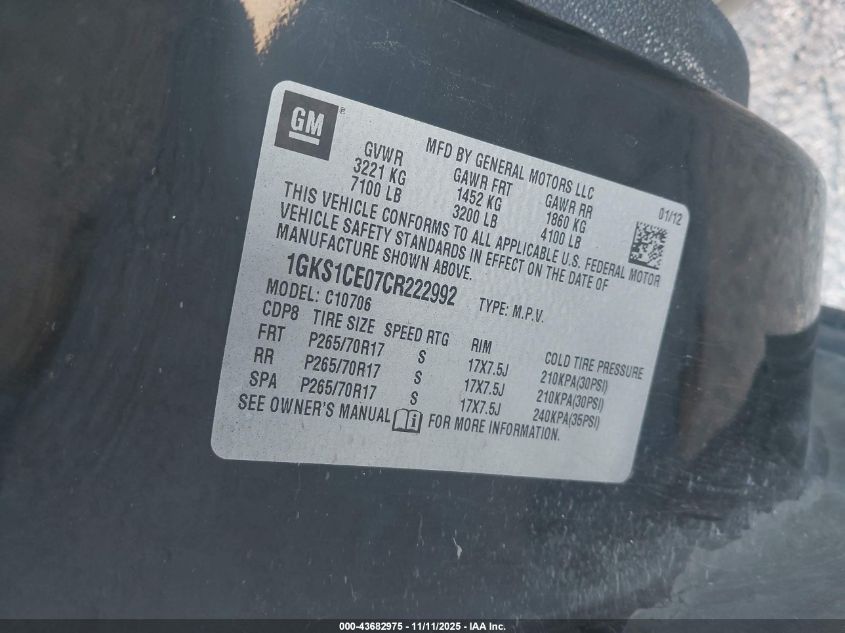 GM®
MFD BY GENERAL MOTORS LLC 01/12
GVWR GAWR FRT GAWR RR
3221 KG 1452 KG 1860 KG
7100 LB 3200 LB 4100 LB
THIS VEHICLE CONFORMS TO ALL APPLICABLE U.S. FEDERAL MOTOR
VEHICLE SAFETY STANDARDS IN EFFECT ON THE DATE OF
MANUFACTURE SHOWN ABOVE.
1GKS1CE07CR222992 TYPE: M.P.V.
MODEL: C10706
CDP8 TIRE SIZE SPEED RTG RIM COLD TIRE PRESSURE
FRT P265/70R17 S 17X7.5J 210KPA(30PSI)
RR P265/70R17 S 17X7.5J 210KPA(30PSI)
SPA P265/70R17 S 17X7.5J 240KPA(35PSI)
SEE OWNER'S MANUAL FOR MORE INFORMATION.
000-43682975 - 11/11/2025 - IAA Inc.